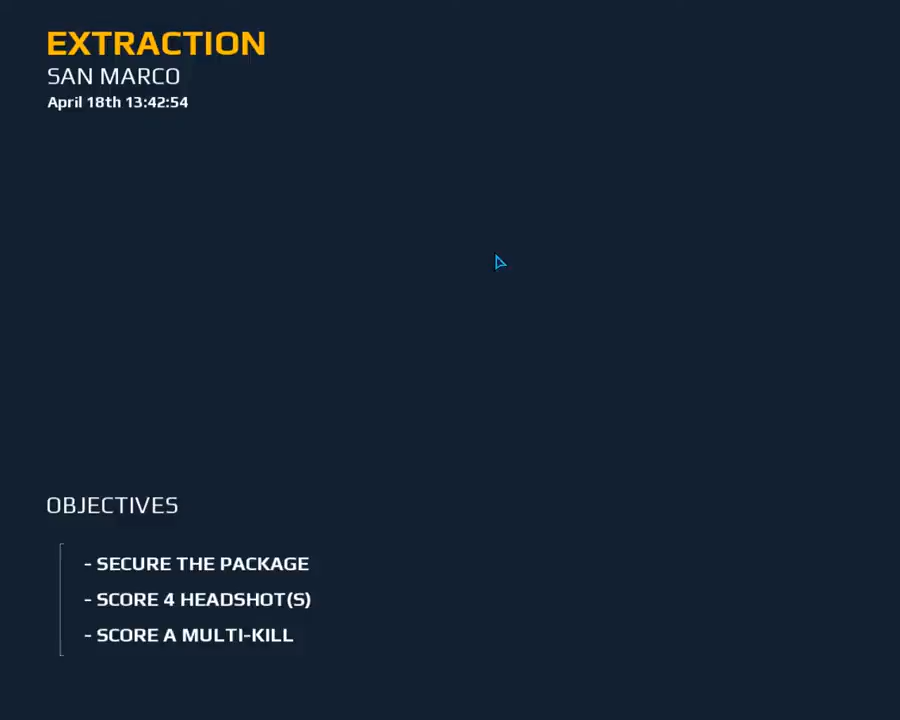 EXTRACTION
SAN MARCO
April 18th 13:42:54
OBJECTIVES
- SECURE THE PACKAGE
- SCORE 4 HEADSHOT(S)
- SCORE A MULTI-KILL